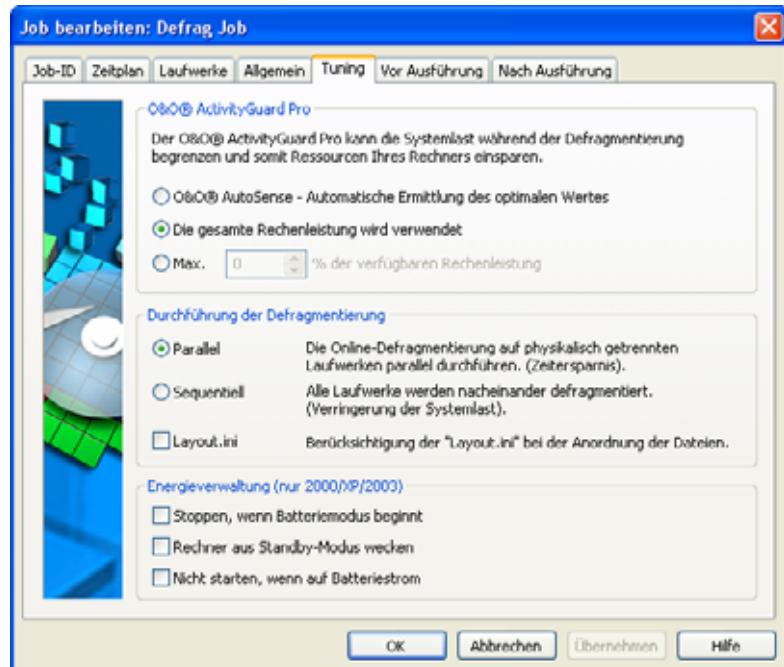 Job bearbeiten: Defrag Job
Job-ID Zeitplan Laufwerke Allgemein Tuning Vor Ausführung Nach Ausführung
O&O® ActivityGuard Pro
Der O&O® ActivityGuard Pro kann die Systemlast während der Defragmentierung
begrenzen und somit Ressourcen Ihres Rechners einsparen.
O&O® AutoSense - Automatische Ermittlung des optimalen Wertes
Die gesamte Rechenleistung wird verwendet
Max. 0 % der verfügbaren Rechenleistung
Durchführung der Defragmentierung
Parallel Die Online-Defragmentierung auf physikalisch getrennten
Laufwerken parallel durchführen. (Zeitersparnis).
Sequentiell Alle Laufwerke werden nacheinander defragmentiert.
(Verringerung der Systemlast).
Layout.ini Berücksichtigung der "Layout.ini" bei der Anordnung der Dateien.
Energieverwaltung (nur 2000/XP/2003)
Stoppen, wenn Batteriemodus beginnt
Rechner aus Standby-Modus wecken
Nicht starten, wenn auf Batteriestrom
OK Abbrechen Übernehmen Hilfe